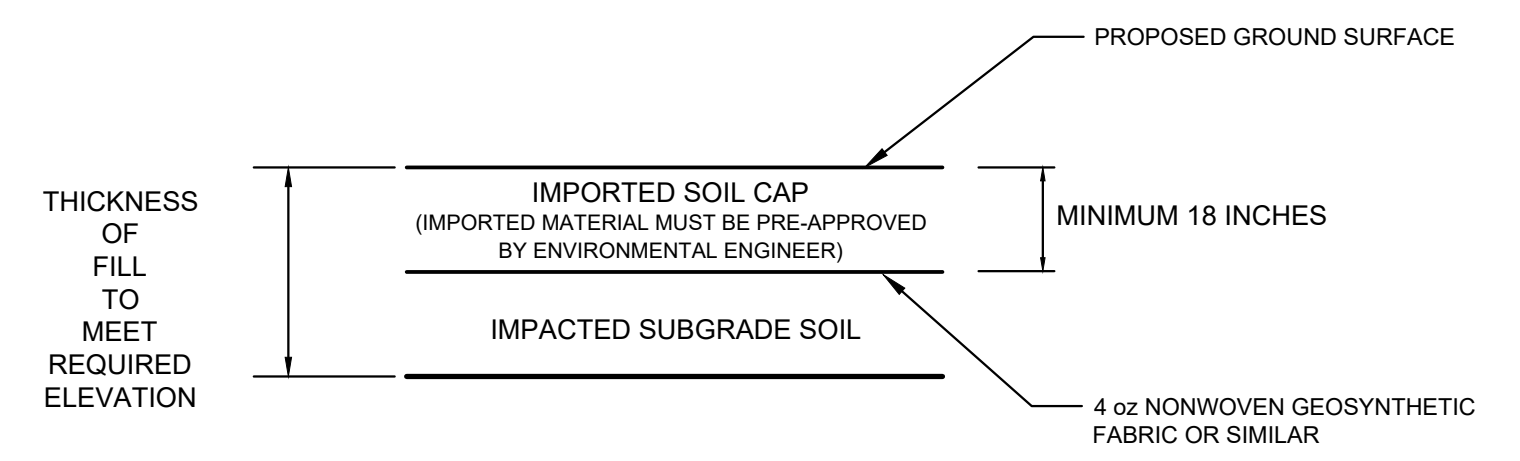 PROPOSED GROUND SURFACE
THICKNESS
OF
FILL
TO
MEET
REQUIRED
ELEVATION
IMPORTED SOIL CAP
(IMPORTED MATERIAL MUST BE PRE-APPROVED
BY ENVIRONMENTAL ENGINEER)
MINIMUM 18 INCHES
IMPACTED SUBGRADE SOIL
4 oz NONWOVEN GEOSYNTHETIC
FABRIC OR SIMILAR